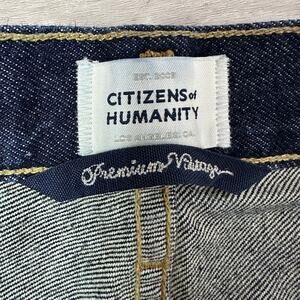 EST. 2003
CITIZENS of
HUMANITY
LOS ANGELES, CA.
Premium Vintage